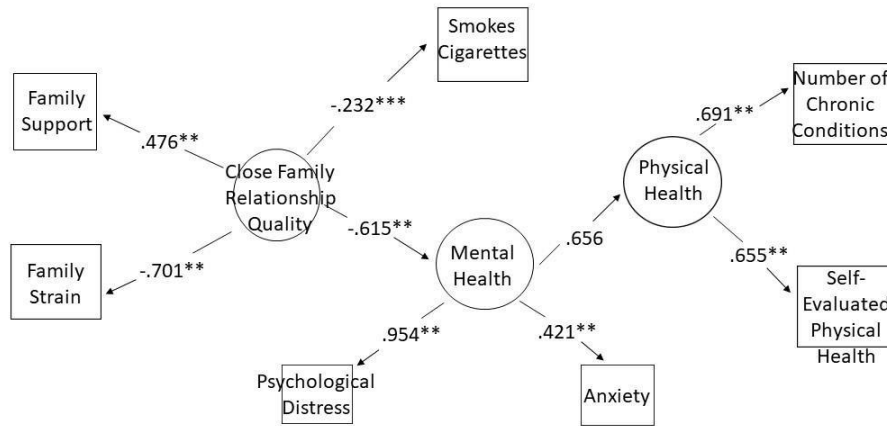 Smokes
Cigarettes
-.232***
Family
Support
.476**
Close Family
Relationship
Quality
-.701**
Family
Strain
-.615**
Mental
Health
.954**
Psychological
Distress
.421**
Anxiety
.656
Physical
Health
.691**
Number of
Chronic
Conditions
.655**
Self-
Evaluated
Physical
Health